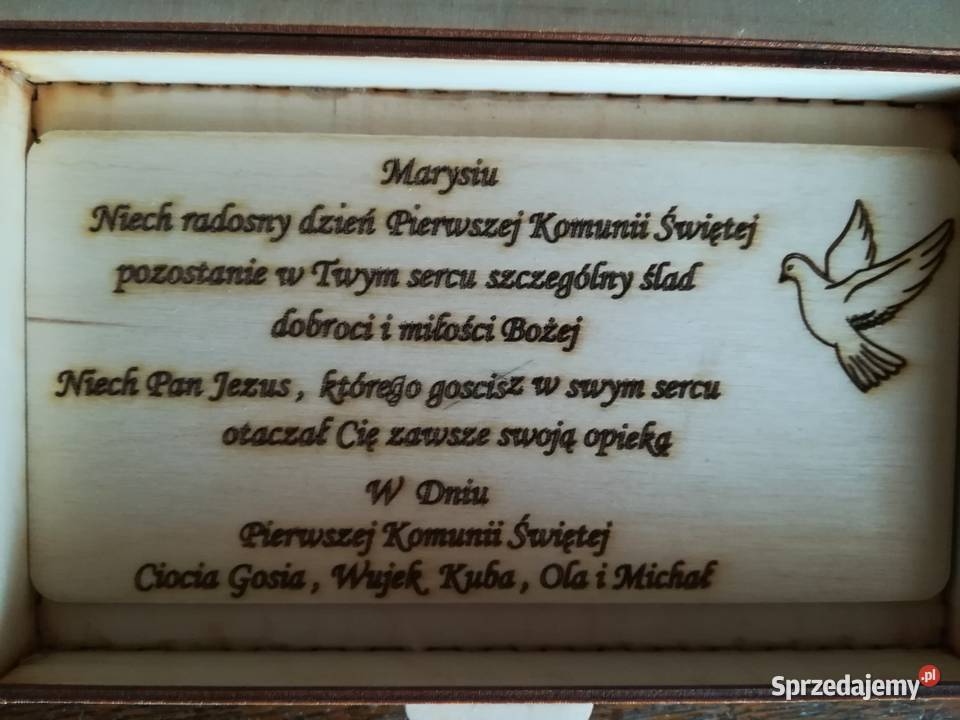 Marysiu
Niech radosny dzień Pierwszej Komunii Świętej
pozostanie w Twym sercu szczególny ślad
dobroci i miłości Bożej
Niech Pan Jezus , którego goscisz w swym sercu
otaczał Cię zawsze swoją opieką
W Dniu
Pierwszej Komunii Świętej
Ciocia Gosia , Wujek Kuba , Ola i Michał
Sprzedajemy.pl